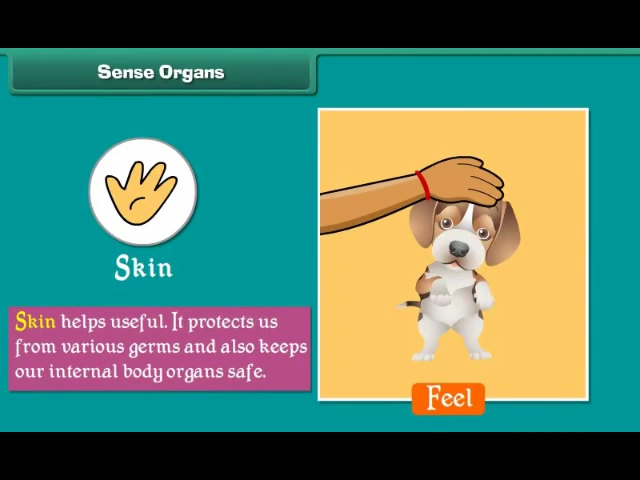 Sense Organs
Skin
Skin helps useful. It protects us
from various germs and also keeps
our internal body organs safe.
Feel